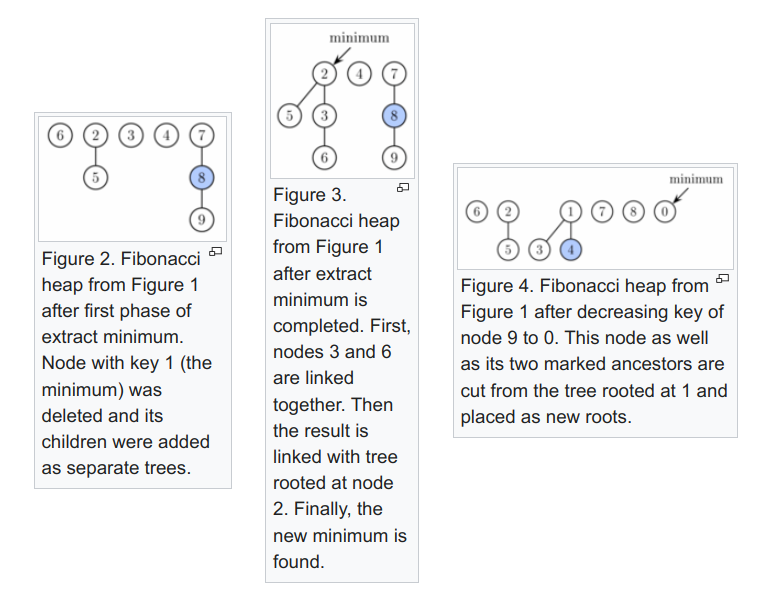 6 2 3 4 7
5 8
9
Figure 2. Fibonacci
heap from Figure 1
after first phase of
extract minimum.
Node with key 1 (the
minimum) was
deleted and its
children were added
as separate trees.
minimum
2 4 7
5 3 8
6 9
Figure 3.
Fibonacci heap
from Figure 1
after extract
minimum is
completed. First,
nodes 3 and 6
are linked
together. Then
the result is
linked with tree
rooted at node
2. Finally, the
new minimum is
found.
minimum
6 2 1 7 8 0
5 3 4
Figure 4. Fibonacci heap from
Figure 1 after decreasing key of
node 9 to 0. This node as well
as its two marked ancestors are
cut from the tree rooted at 1 and
placed as new roots.